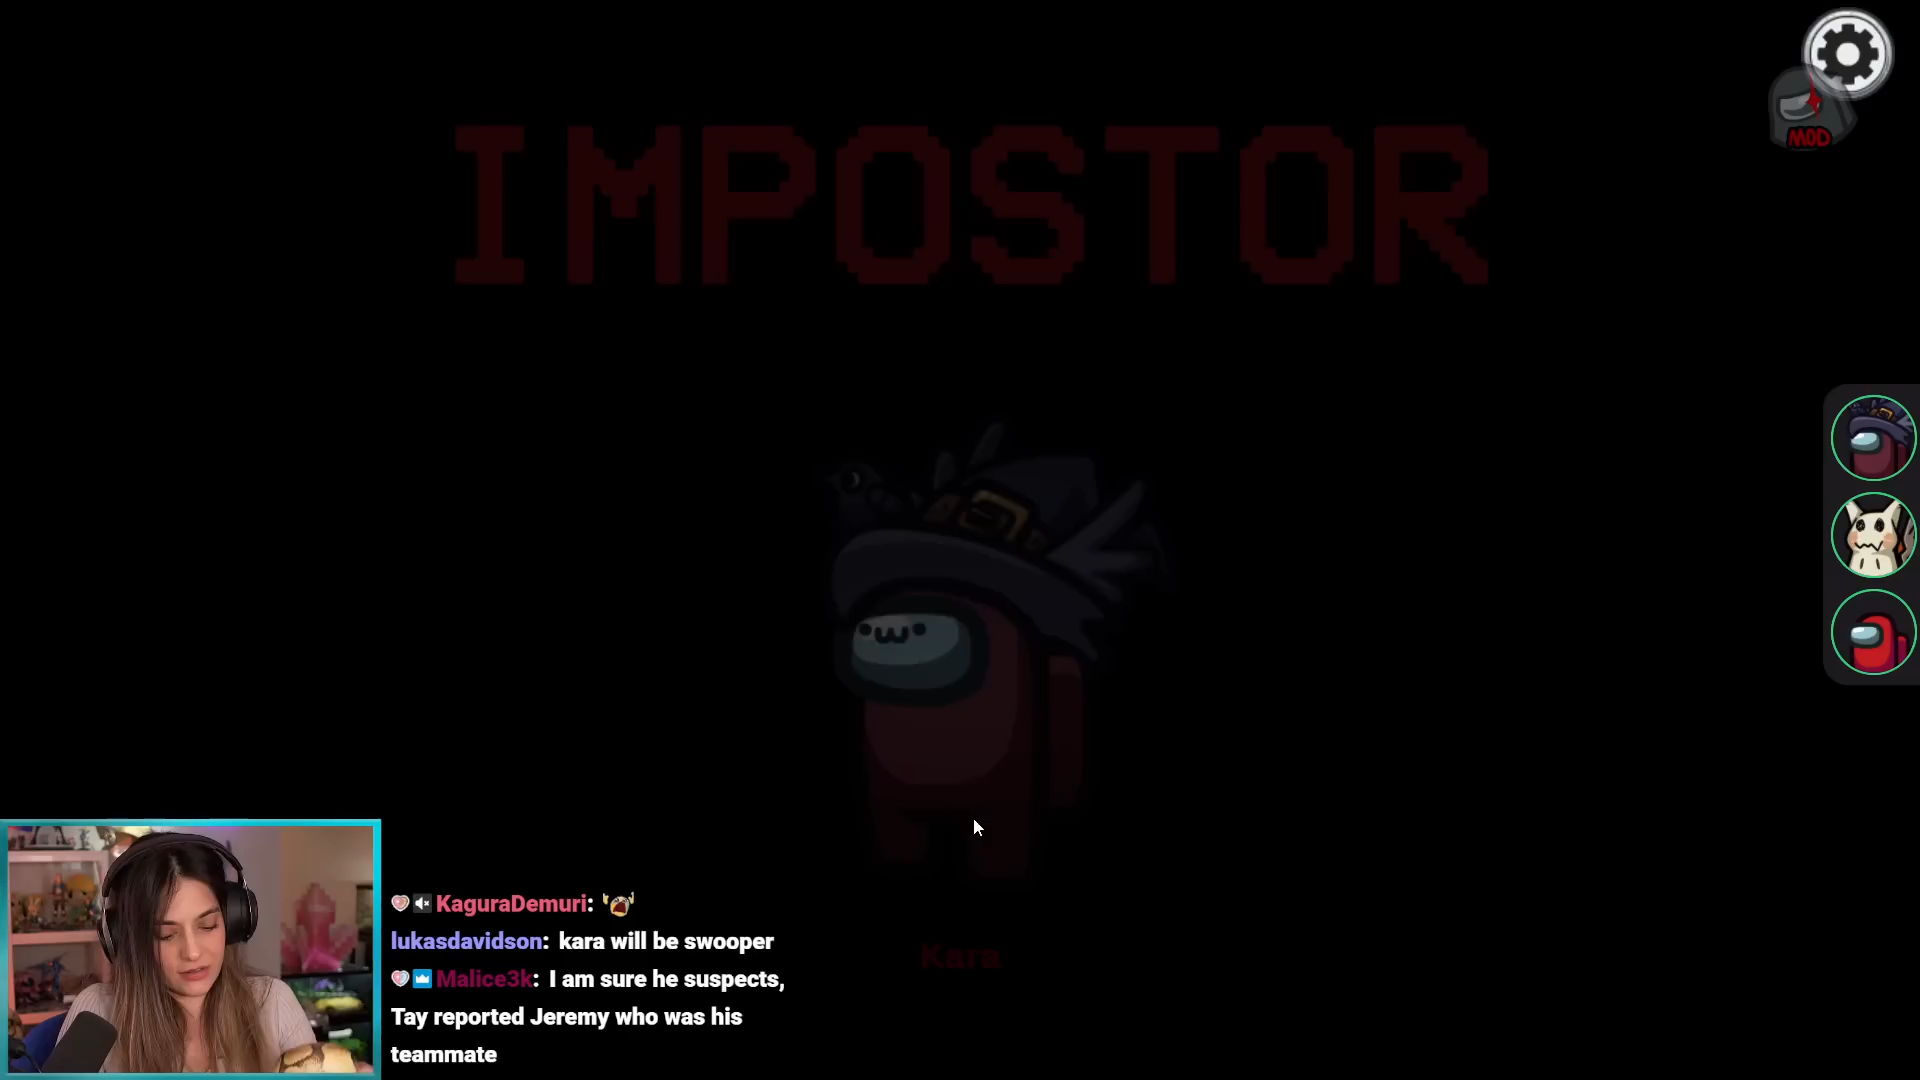 IMPOSTOR
MOD
Kara
KaguraDemuri:
lukasdavidson: kara will be swooper
Malice3k: I am sure he suspects,
Tay reported Jeremy who was his
teammate